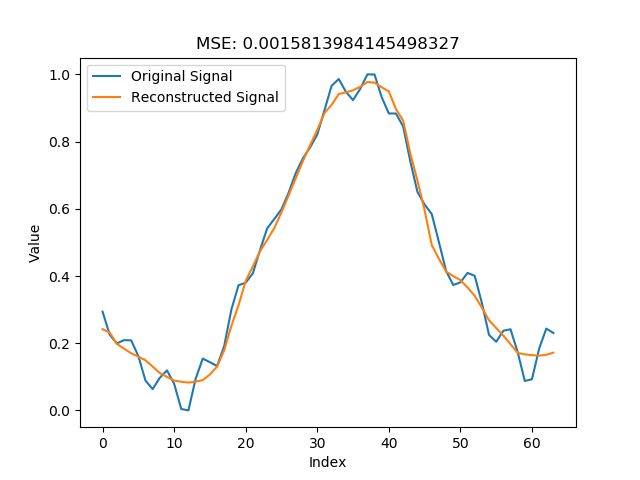 MSE: 0.0015813984145498327
Original Signal
Reconstructed Signal
1.0
0.8
0.6
0.4
0.2
0.0
Value
0 10 20 30 40 50 60
Index